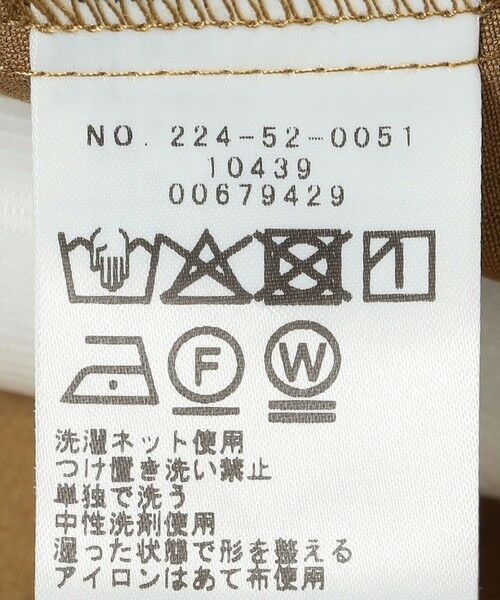 NO. 224-52-0051
10439
00679429
F W
洗濯ネット使用
つけ置き洗い禁止
単独で洗う
中性洗剤使用
湿った状態で形を整える
アイロンはあて布使用